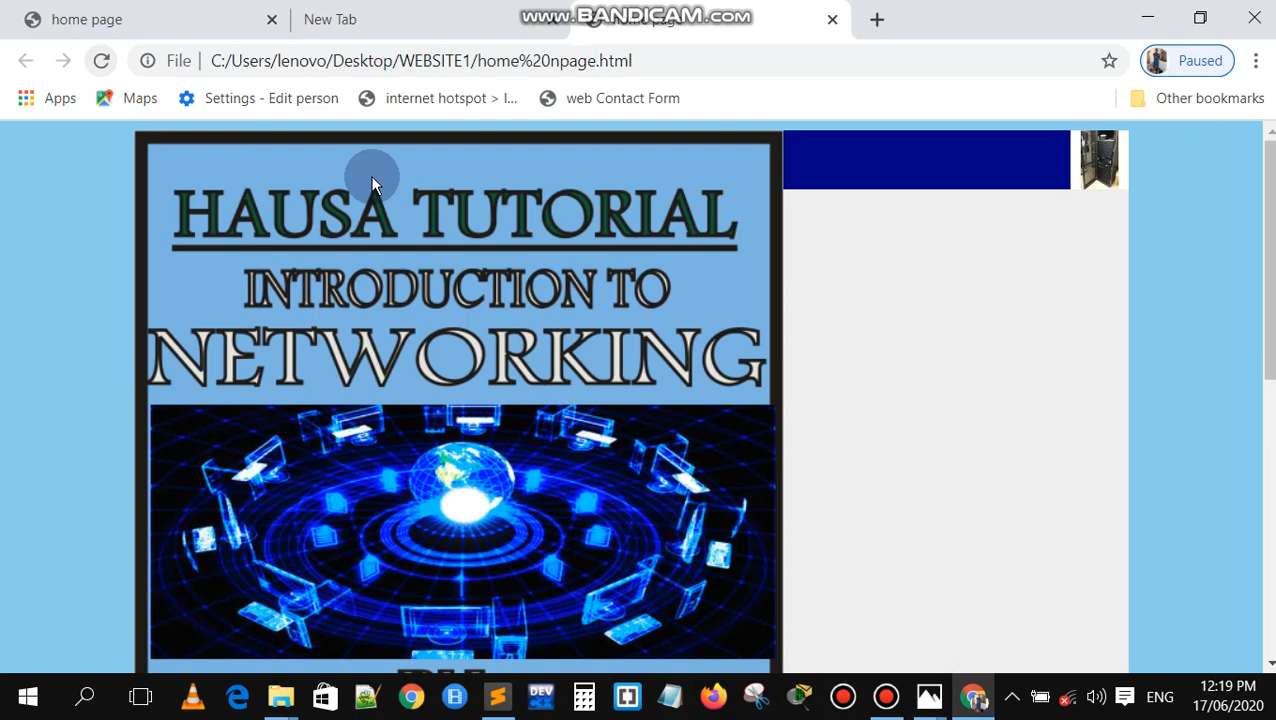 home page
New Tab
WWW.BANDICAM.COM
File
C:/Users/lenovo/Desktop/WEBSITE1/home%20npage.html
Paused
Apps
Maps
Settings - Edit person
internet hotspot > I...
web Contact Form
Other bookmarks
HAUSA TUTORIAL
INTRODUCTION TO
NETWORKING
DEV
ENG
12:19 PM
17/06/2020